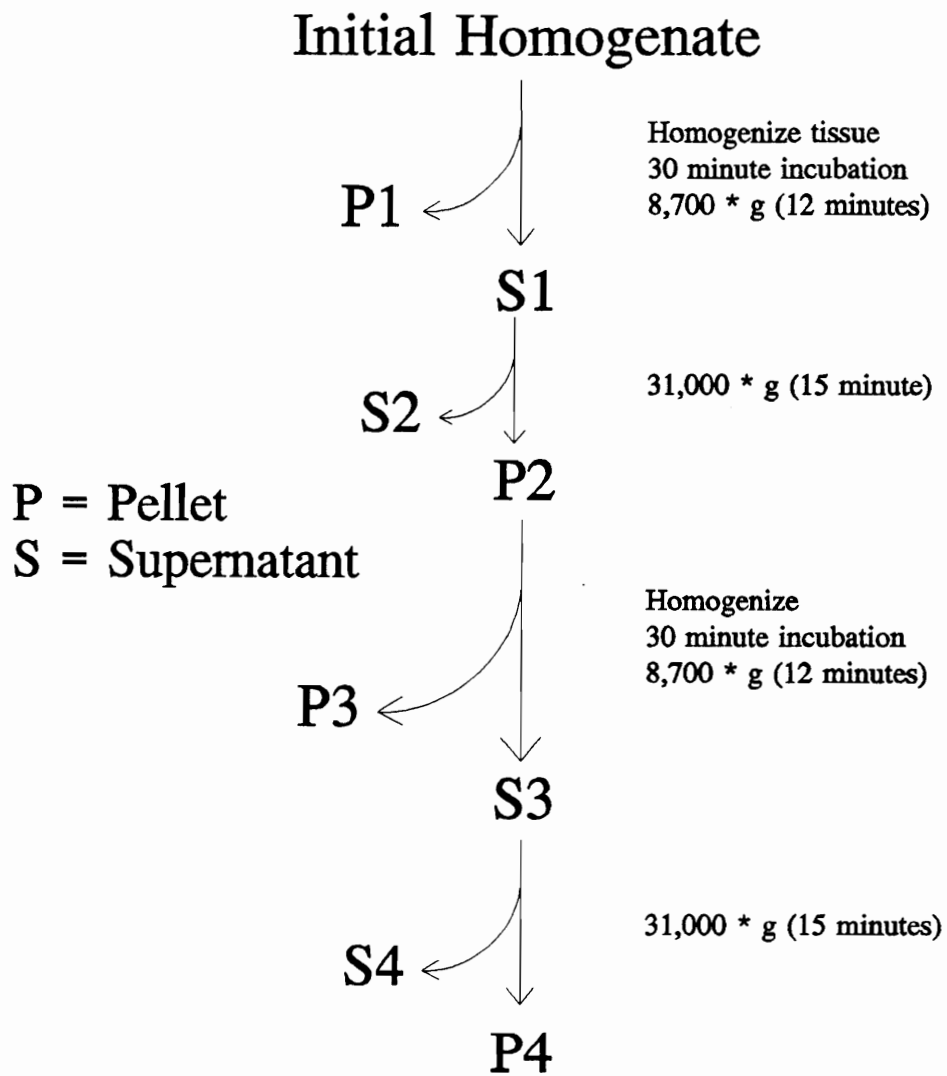 Initial Homogenate
Homogenize tissue
30 minute incubation
8,700 * g (12 minutes)
P1
S1
31,000 * g (15 minute)
S2
P2
P = Pellet
S = Supernatant
Homogenize
30 minute incubation
8,700 * g (12 minutes)
P3
S3
31,000 * g (15 minutes)
S4
P4